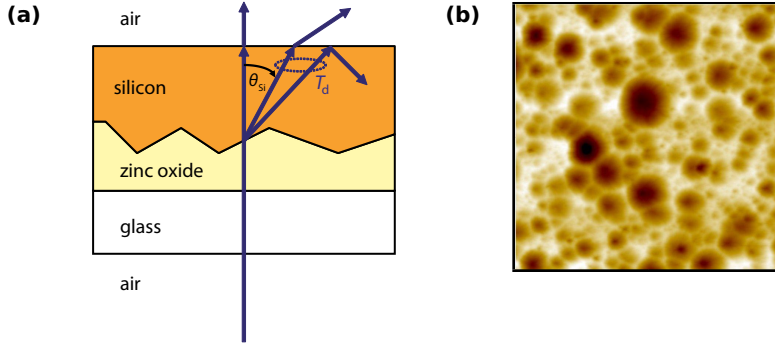 (a)
air
silicon
θSi
Td
zinc oxide
glass
air
(b)